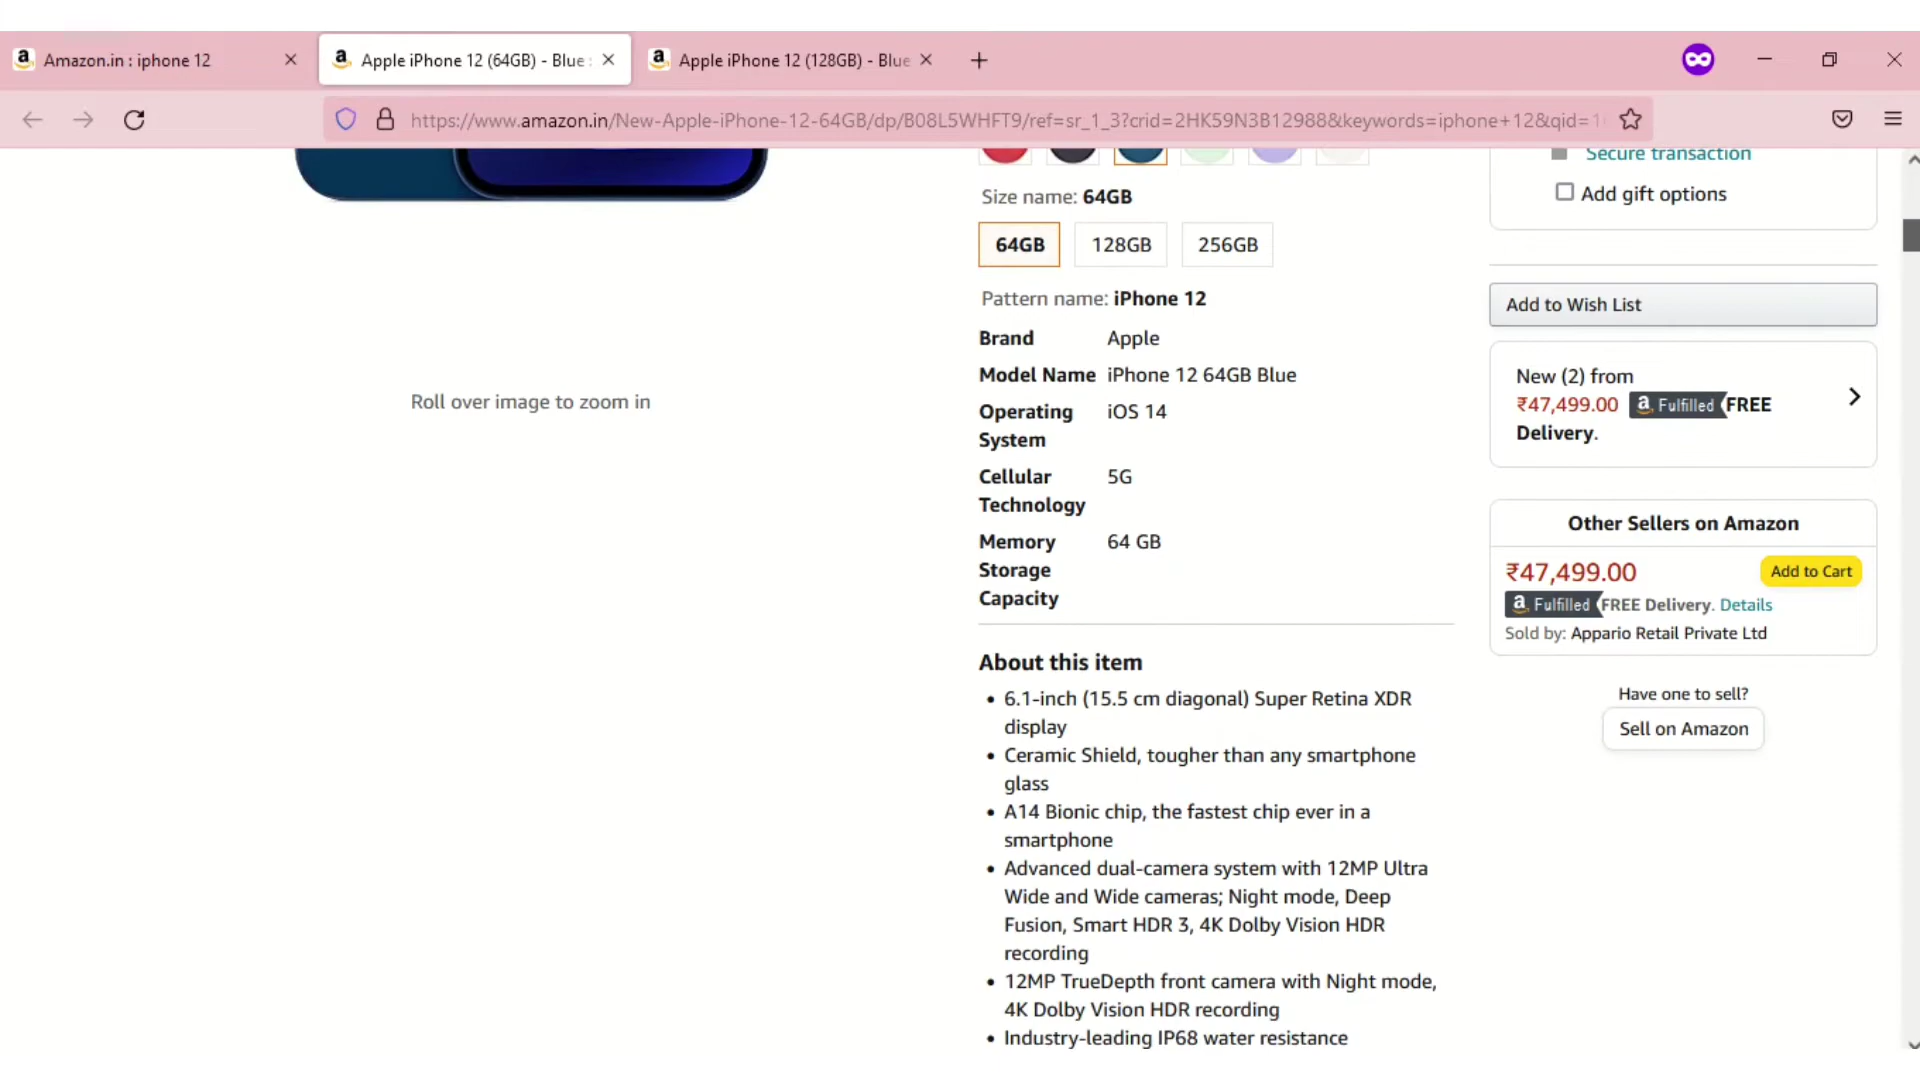 Amazon.in : iphone 12
Apple iPhone 12 (64GB) - Blue :
Apple iPhone 12 (128GB) - Blue
https://www.amazon.in/New-Apple-iPhone-12-64GB/dp/B08L5WHFT9/ref=sr_1_3?crid=2HK59N3B12988&keywords=iphone+12&qid=1
Roll over image to zoom in
Size name: 64GB
64GB
128GB
256GB
Pattern name: iPhone 12
Brand Apple
Model Name iPhone 12 64GB Blue
Operating iOS 14
System
Cellular 5G
Technology
Memory 64 GB
Storage
Capacity
About this item
• 6.1-inch (15.5 cm diagonal) Super Retina XDR
display
• Ceramic Shield, tougher than any smartphone
glass
• A14 Bionic chip, the fastest chip ever in a
smartphone
• Advanced dual-camera system with 12MP Ultra
Wide and Wide cameras; Night mode, Deep
Fusion, Smart HDR 3, 4K Dolby Vision HDR
recording
• 12MP TrueDepth front camera with Night mode,
4K Dolby Vision HDR recording
• Industry-leading IP68 water resistance
Secure transaction
Add gift options
Add to Wish List
New (2) from
₹47,499.00 a Fulfilled FREE
Delivery.
Other Sellers on Amazon
₹47,499.00 Add to Cart
a Fulfilled FREE Delivery. Details
Sold by: Appario Retail Private Ltd
Have one to sell?
Sell on Amazon